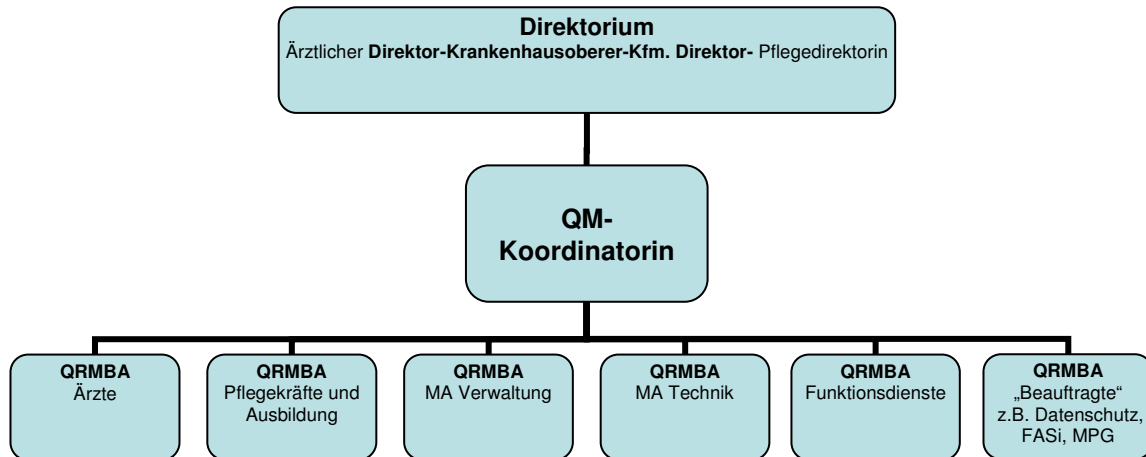 Direktorium
Ärztlicher Direktor-Krankenhausoberer-Kfm. Direktor- Pflegedirektorin
QM-
Koordinatorin
QRMBA
Ärzte
QRMBA
Pflegekräfte und
Ausbildung
QRMBA
MA Verwaltung
QRMBA
MA Technik
QRMBA
Funktionsdienste
QRMBA
„Beauftragte“
z.B. Datenschutz,
FASi, MPG